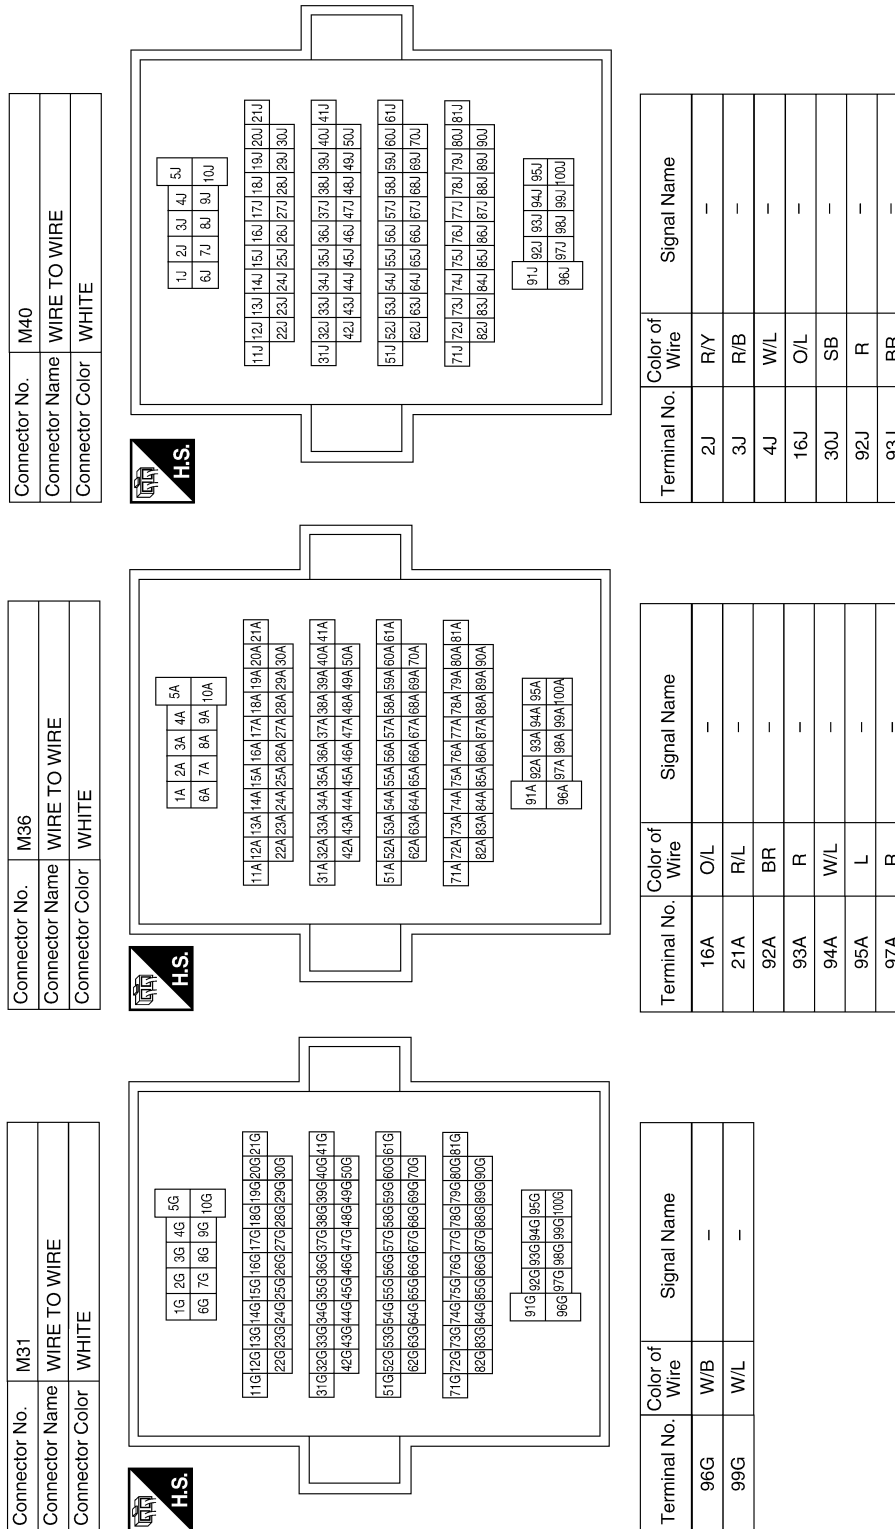 Connector No. M31
Connector Name WIRE TO WIRE
Connector Color WHITE
H.S.
1G 2G 3G 4G 5G
6G 7G 8G 9G 10G
11G 12G 13G 14G 15G 16G 17G 18G 19G 20G 21G
22G 23G 24G 25G 26G 27G 28G 29G 30G
31G 32G 33G 34G 35G 36G 37G 38G 39G 40G 41G
42G 43G 44G 45G 46G 47G 48G 49G 50G
51G 52G 53G 54G 55G 56G 57G 58G 59G 60G 61G
62G 63G 64G 65G 66G 67G 68G 69G 70G
71G 72G 73G 74G 75G 76G 77G 78G 79G 80G 81G
82G 83G 84G 85G 86G 87G 88G 89G 90G
91G 92G 93G 94G 95G
96G 97G 98G 99G 100G
Terminal No. Color of Wire Signal Name
96G W/B –
99G W/L –
Connector No. M36
Connector Name WIRE TO WIRE
Connector Color WHITE
H.S.
1A 2A 3A 4A 5A
6A 7A 8A 9A 10A
11A 12A 13A 14A 15A 16A 17A 18A 19A 20A 21A
22A 23A 24A 25A 26A 27A 28A 29A 30A
31A 32A 33A 34A 35A 36A 37A 38A 39A 40A 41A
42A 43A 44A 45A 46A 47A 48A 49A 50A
51A 52A 53A 54A 55A 56A 57A 58A 59A 60A 61A
62A 63A 64A 65A 66A 67A 68A 69A 70A
71A 72A 73A 74A 75A 76A 77A 78A 79A 80A 81A
82A 83A 84A 85A 86A 87A 88A 89A 90A
91A 92A 93A 94A 95A
96A 97A 98A 99A 100A
Terminal No. Color of Wire Signal Name
16A O/L –
21A R/L –
92A BR –
93A R –
94A W/L –
95A L –
97A –
Connector No. M40
Connector Name WIRE TO WIRE
Connector Color WHITE
H.S.
1J 2J 3J 4J 5J
6J 7J 8J 9J 10J
11J 12J 13J 14J 15J 16J 17J 18J 19J 20J 21J
22J 23J 24J 25J 26J 27J 28J 29J 30J
31J 32J 33J 34J 35J 36J 37J 38J 39J 40J 41J
42J 43J 44J 45J 46J 47J 48J 49J 50J
51J 52J 53J 54J 55J 56J 57J 58J 59J 60J 61J
62J 63J 64J 65J 66J 67J 68J 69J 70J
71J 72J 73J 74J 75J 76J 77J 78J 79J 80J 81J
82J 83J 84J 85J 86J 87J 88J 89J 90J
91J 92J 93J 94J 95J
96J 97J 98J 99J 100J
Terminal No. Color of Wire Signal Name
2J R/Y –
3J R/B –
4J W/L –
16J O/L –
30J SB –
92J R –
93J –